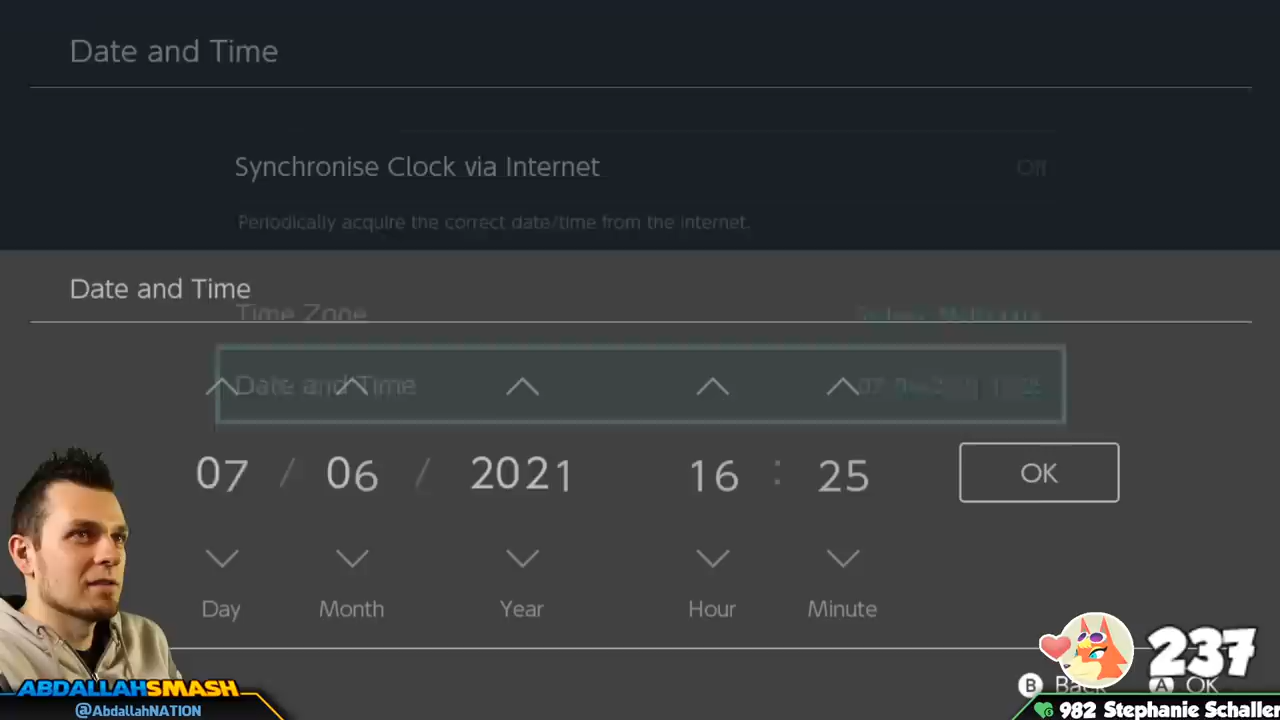 Date and Time
Synchronise Clock via Internet Off
Periodically acquire the correct date/time from the internet.
Date and Time
Time Zone
Date and Time
07 / 06 / 2021 16 : 25 OK
Day Month Year Hour Minute
237
B Back A OK
ABDALLAHSMASH
@AbdallahNATION
982 Stephanie Schaller